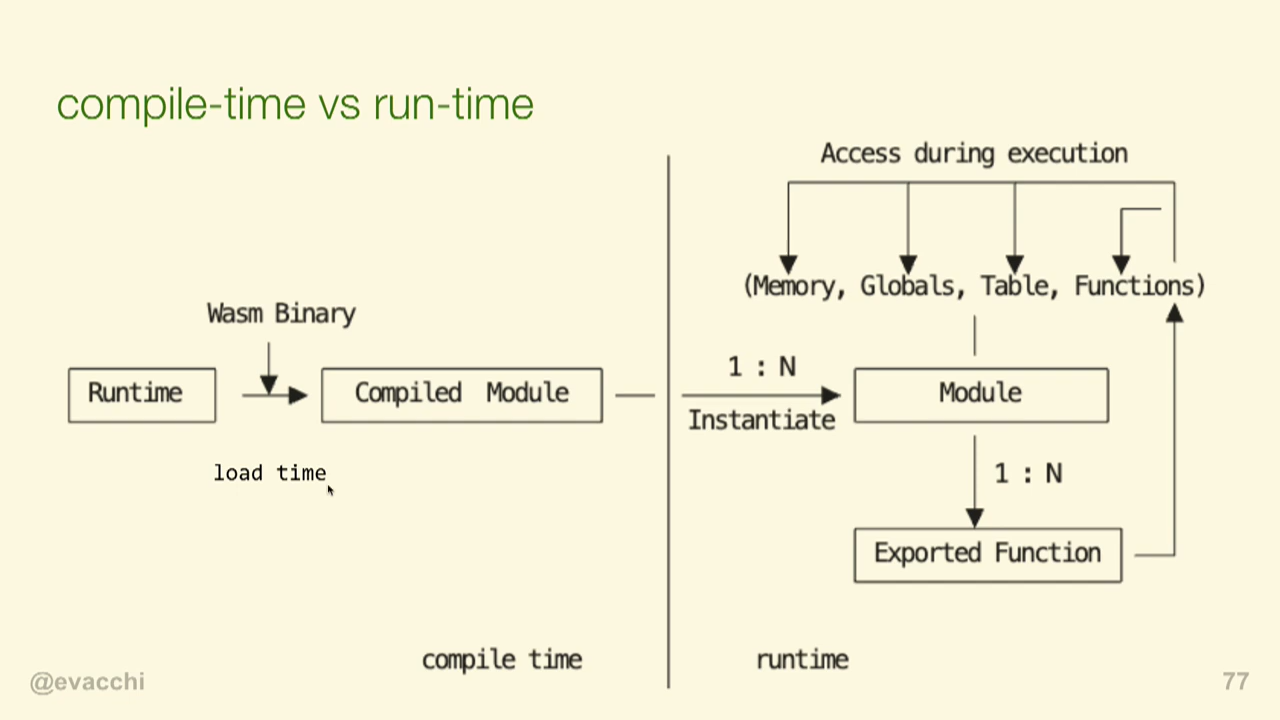 compile-time vs run-time
Access during execution
(Memory, Globals, Table, Functions)
Wasm Binary
1 : N
Runtime
Compiled Module
Module
Instantiate
load time
1 : N
Exported Function
compile time
runtime
@evacchi
77